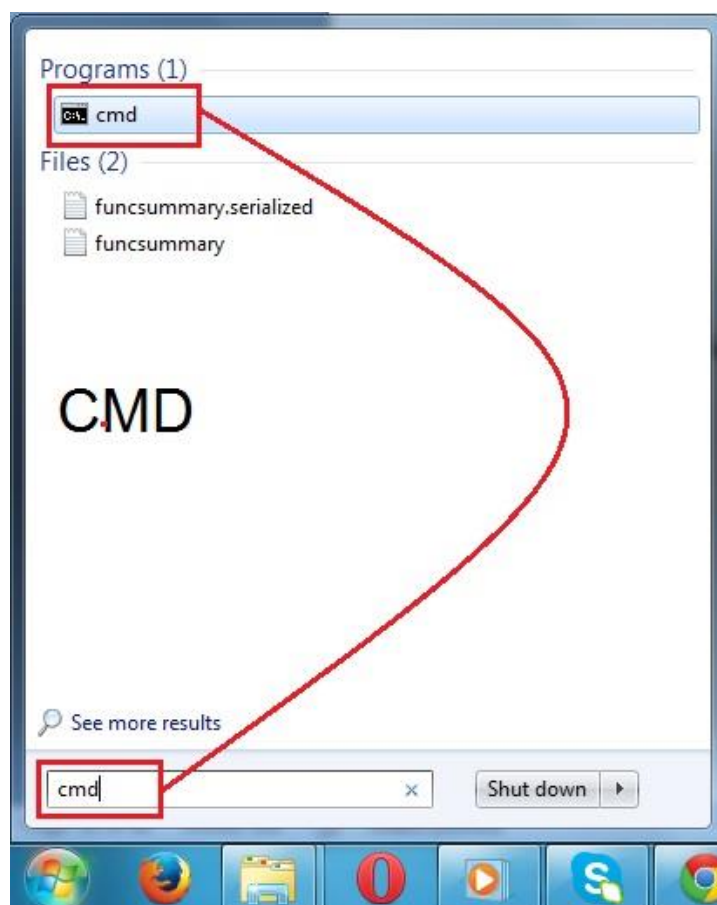 Programs (1)
cmd
Files (2)
funcsummary.serialized
funcsummary
CMD
See more results
cmd
Shut down